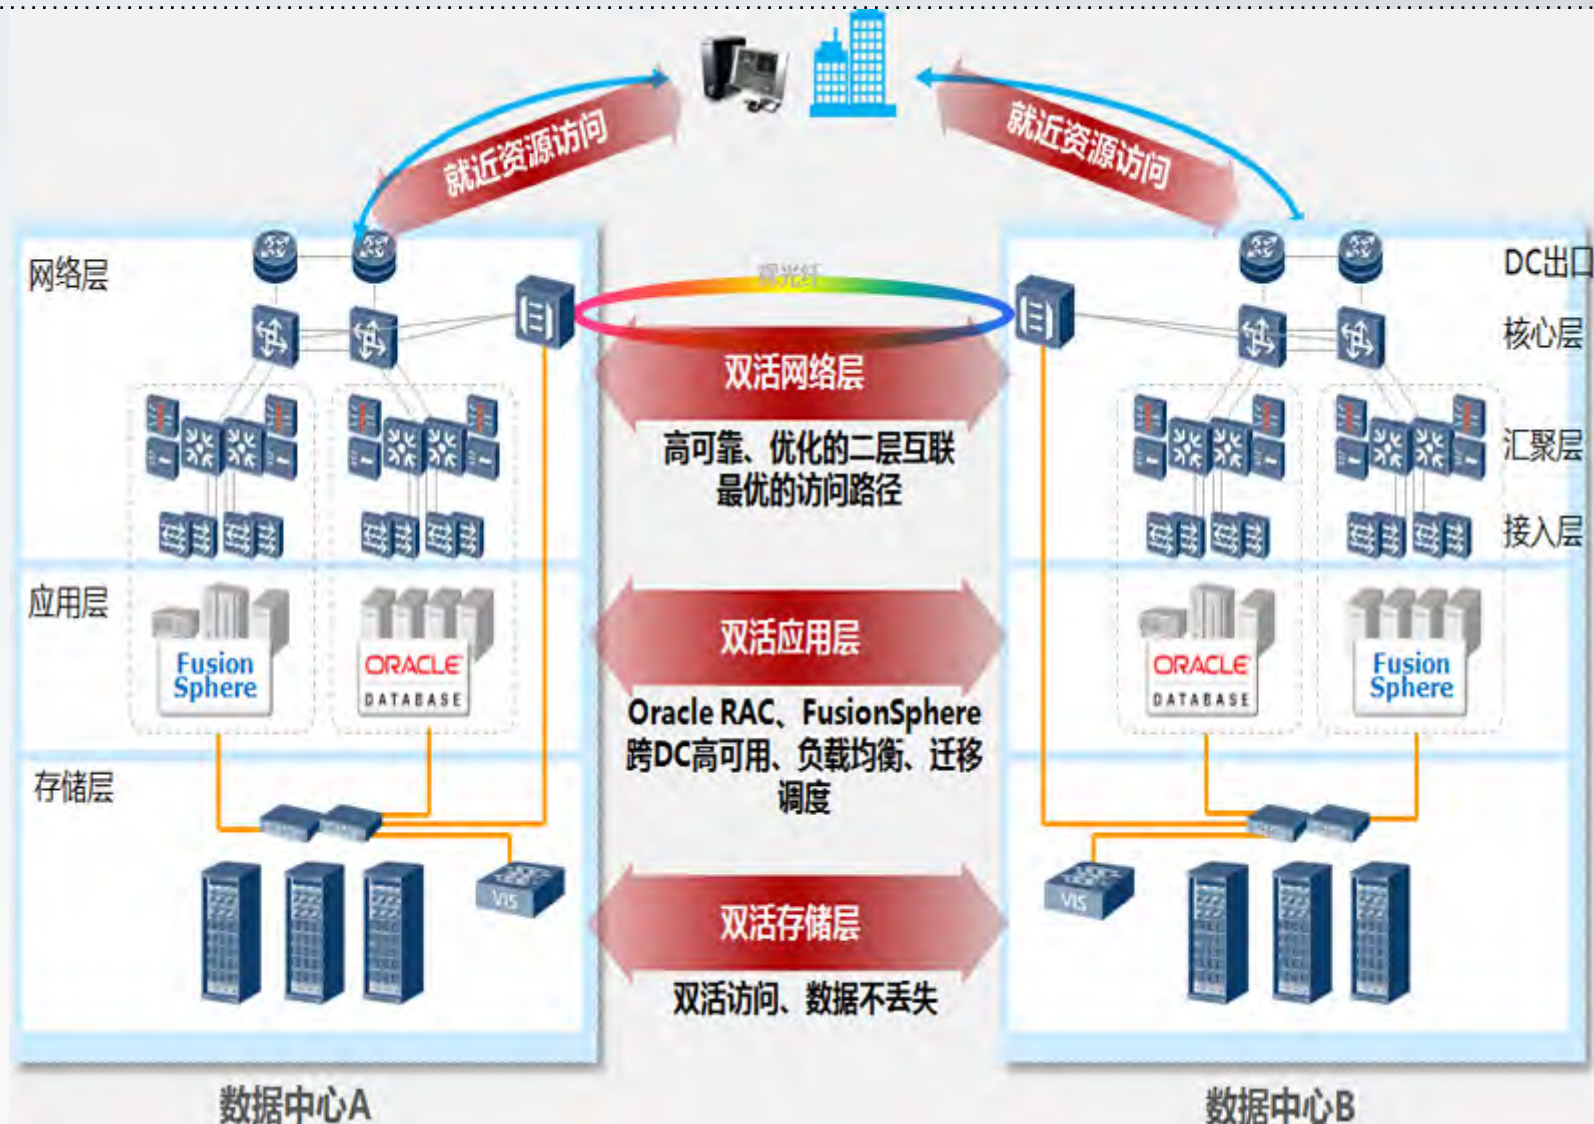 就近资源访问
就近资源访问
网络层
DC出口
裸光纤
核心层
双活网络层
汇聚层
高可靠、优化的二层互联
最优的访问路径
接入层
应用层
双活应用层
Fusion
Sphere
ORACLE
DATABASE
ORACLE
DATABASE
Fusion
Sphere
Oracle RAC、FusionSphere
跨DC高可用、负载均衡、迁移
调度
存储层
VIS
VIS
双活存储层
双活访问、数据不丢失
数据中心A
数据中心B